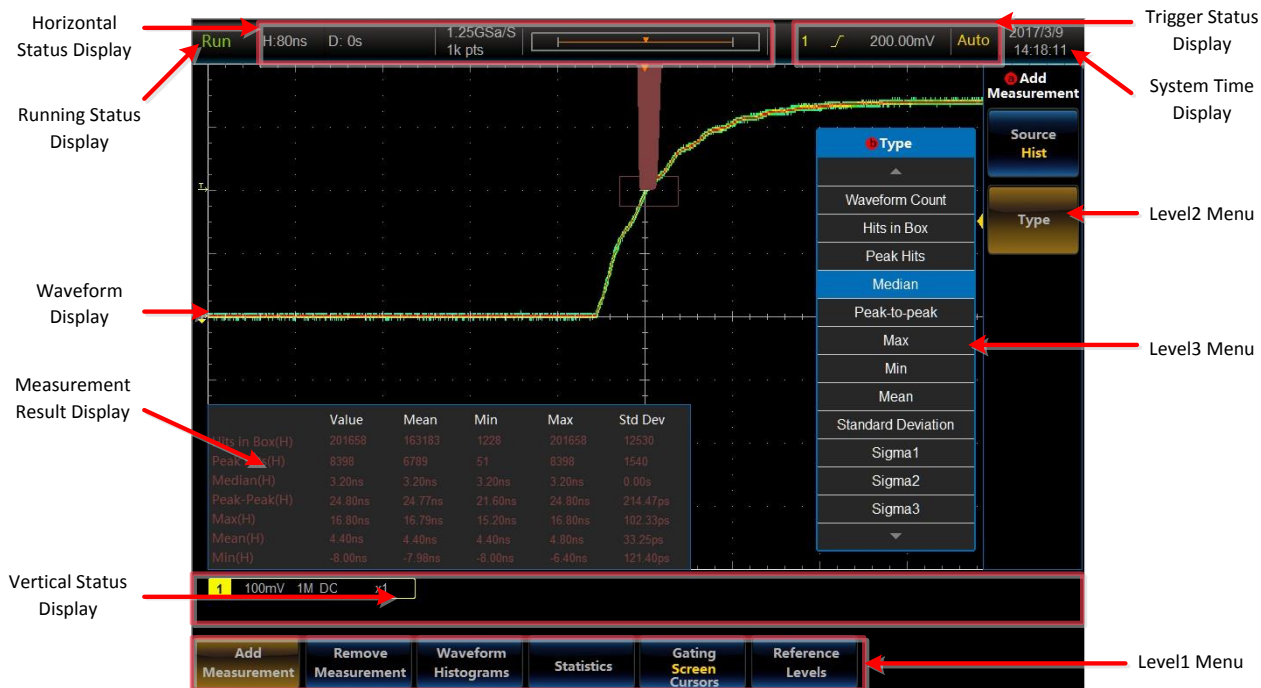 Horizontal
Status Display
Trigger Status
Display
Run
H:80ns D: 0s
1.25GSa/S
1k pts
1 200.00mV Auto
2017/3/9
14:18:11
Running Status
Display
System Time
Display
a Add
Measurement
Source
Hist
Type
Level2 Menu
b Type
Waveform Count
Hits in Box
Peak Hits
Median
Peak-to-peak
Max
Min
Mean
Standard Deviation
Sigma1
Sigma2
Sigma3
Level3 Menu
T
Waveform
Display
Measurement
Result Display
Value Mean Min Max Std Dev
Hits in Box(H) 201658 163183 1228 201658 12530
Peak (H) 8398 6789 51 8398 1540
Median(H) 3.20ns 3.20ns 3.20ns 3.20ns 0.00s
Peak-Peak(H) 24.80ns 24.77ns 21.60ns 24.80ns 214.47ps
Max(H) 16.80ns 16.79ns 15.20ns 16.80ns 102.33ps
Mean(H) 4.40ns 4.40ns 4.40ns 4.80ns 33.25ps
Min(H) -8.00ns -7.98ns -8.00ns -6.40ns 121.40ps
Vertical Status
Display
1 100mV 1M DC x1
Add
Measurement
Remove
Measurement
Waveform
Histograms
Statistics
Gating
Screen
Cursors
Reference
Levels
Level1 Menu